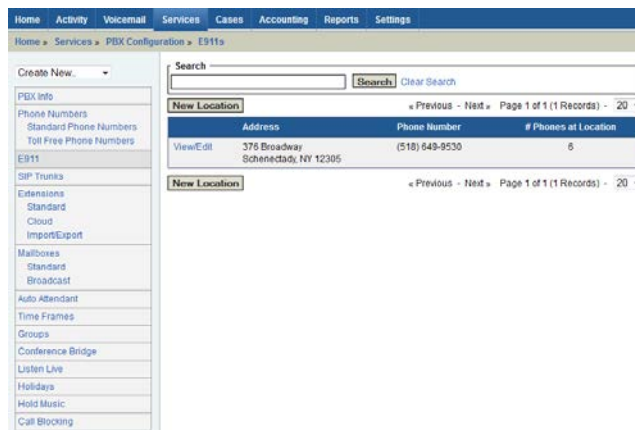 Home Activity Voicemail Services Cases Accounting Reports Settings
Home » Services » PBX Configuration » E911s
Create New..
PBX Info
Phone Numbers
Standard Phone Numbers
Toll Free Phone Numbers
E911
SIP Trunks
Extensions
Standard
Cloud
Import/Export
Mailboxes
Standard
Broadcast
Auto Attendant
Time Frames
Groups
Conference Bridge
Listen Live
Holidays
Hold Music
Call Blocking
Search
Search Clear Search
New Location « Previous - Next » Page 1 of 1 (1 Records) - 20
Address Phone Number # Phones at Location
View/Edit 376 Broadway (518) 649-9530 6
Schenectady, NY 12305
New Location « Previous - Next » Page 1 of 1 (1 Records) - 20